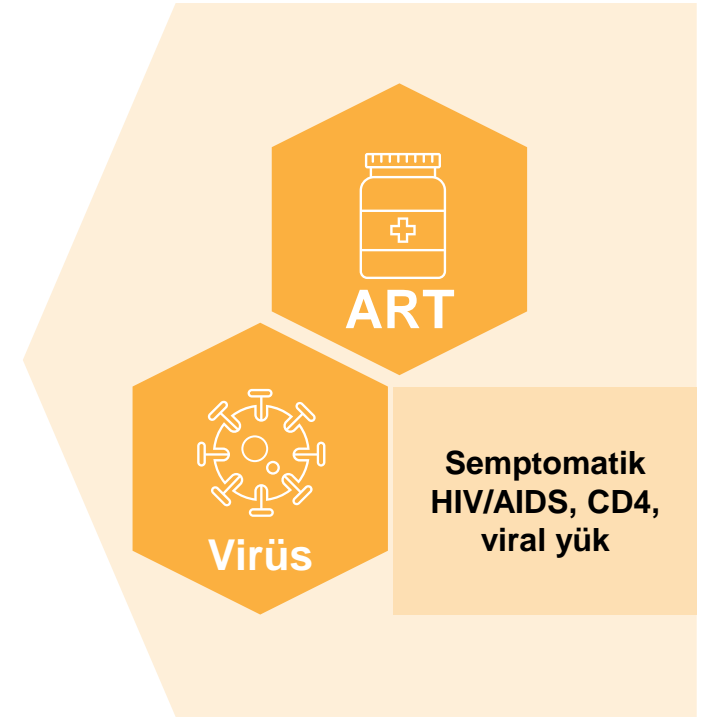 ART
Virüs
Semptomatik
HIV/AIDS, CD4,
viral yük